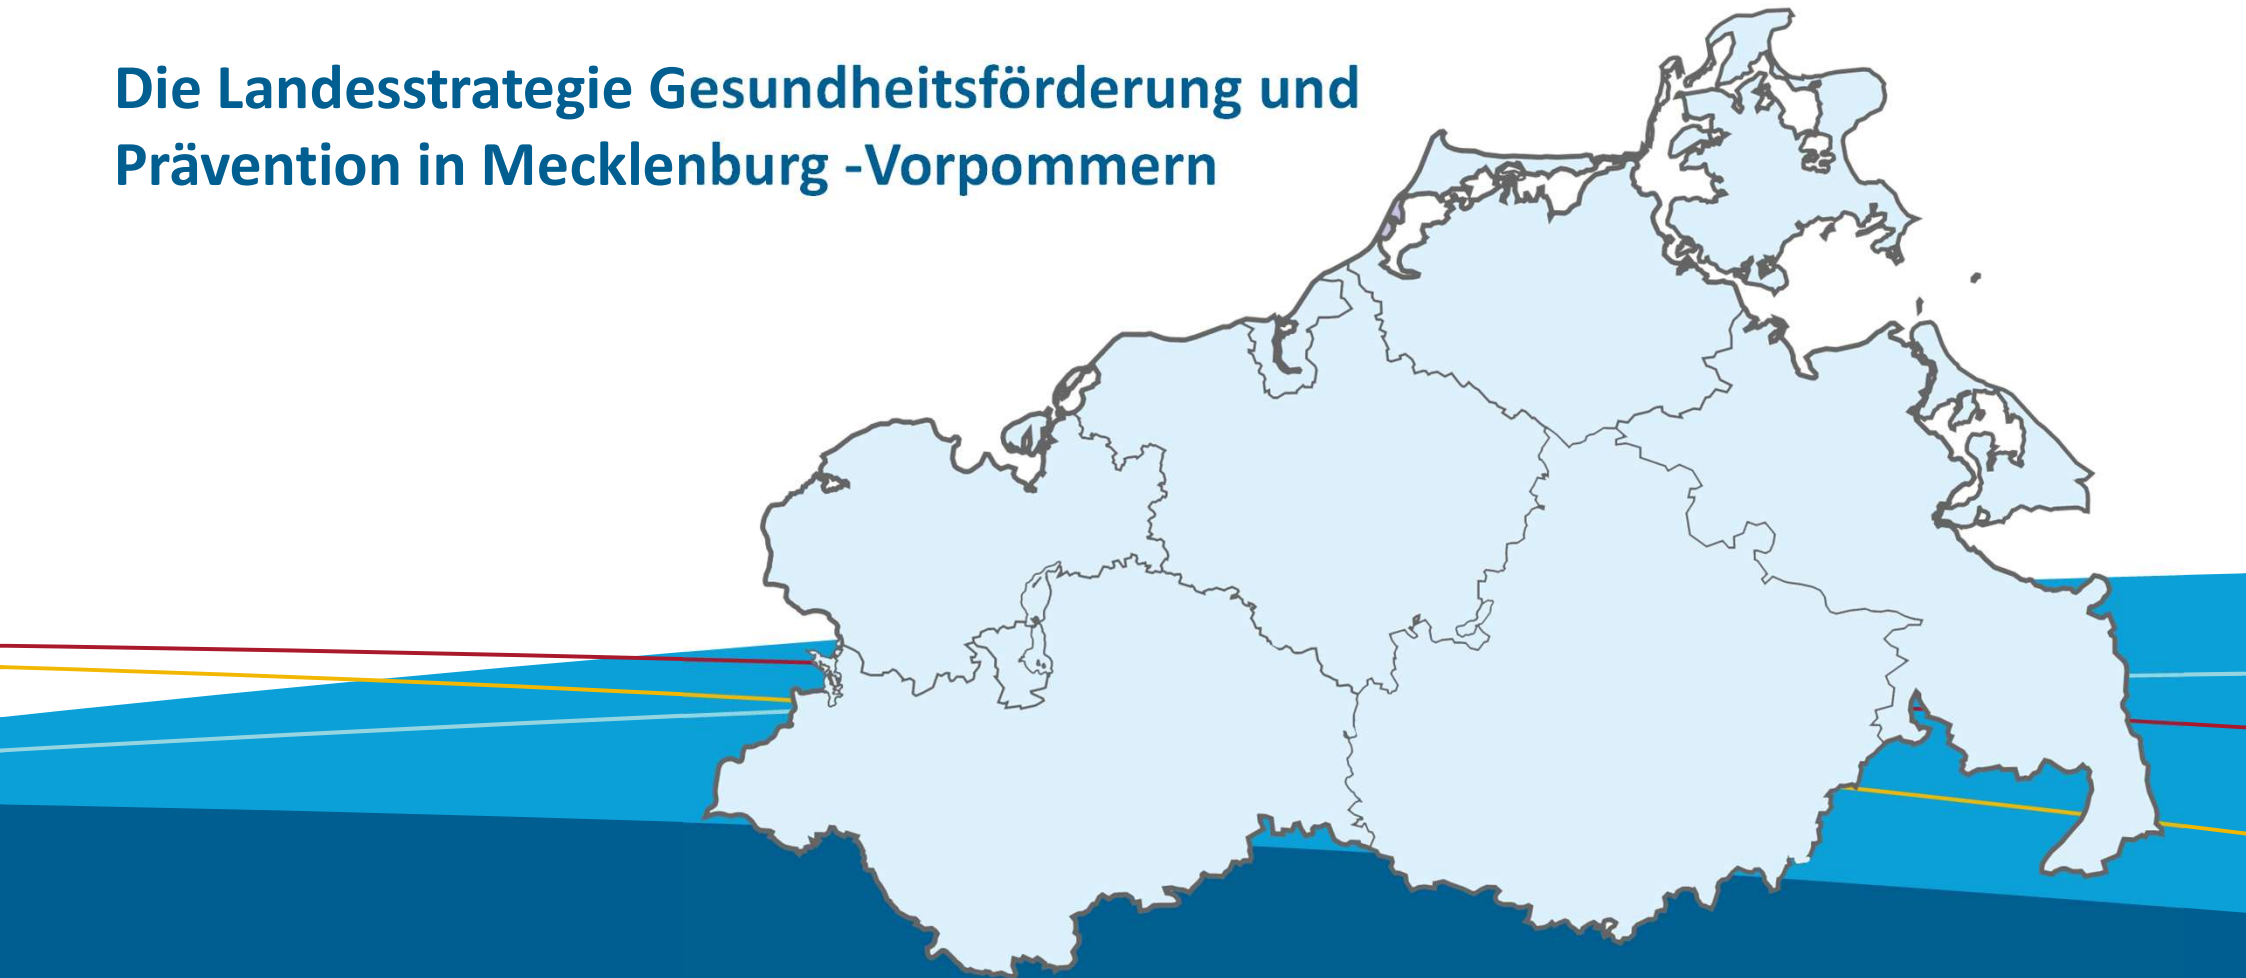 Die Landesstrategie Gesundheitsförderung und
Prävention in Mecklenburg -Vorpommern